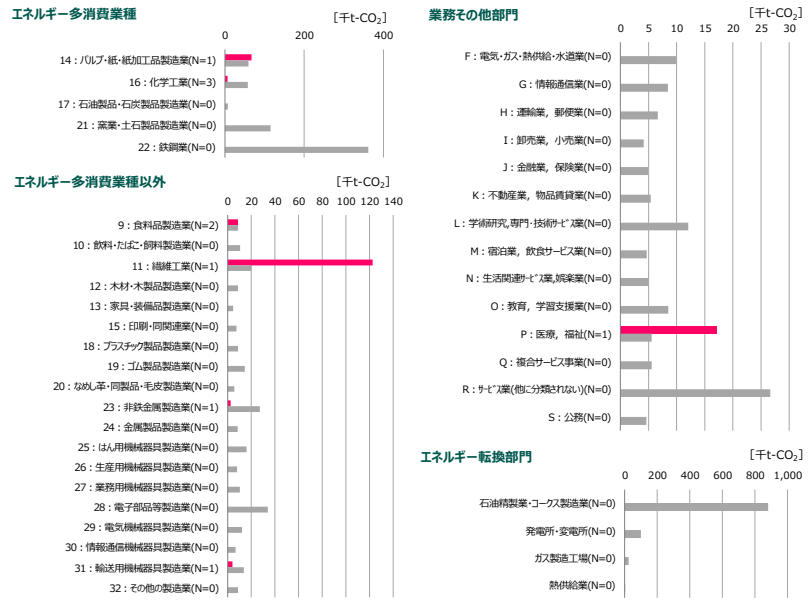 エネルギー多消費業種
[千t-CO₂]
0 200 400
14：パルプ・紙・紙加工品製造業(N=1)
16：化学工業(N=3)
17：石油製品・石炭製品製造業(N=0)
21：窯業・土石製品製造業(N=0)
22：鉄鋼業(N=0)
エネルギー多消費業種以外
[千t-CO₂]
0 20 40 60 80 100 120 140
9：食料品製造業(N=2)
10：飲料・たばこ・飼料製造業(N=0)
11：繊維工業(N=1)
12：木材・木製品製造業(N=0)
13：家具・装備品製造業(N=0)
15：印刷・同関連業(N=0)
18：プラスチック製品製造業(N=0)
19：ゴム製品製造業(N=0)
20：なめし革・同製品・毛皮製造業(N=0)
23：非鉄金属製造業(N=1)
24：金属製品製造業(N=0)
25：はん用機械器具製造業(N=0)
26：生産用機械器具製造業(N=0)
27：業務用機械器具製造業(N=0)
28：電子部品等製造業(N=0)
29：電気機械器具製造業(N=0)
30：情報通信機械器具製造業(N=0)
31：輸送用機械器具製造業(N=1)
32：その他の製造業(N=0)
業務その他部門
[千t-CO₂]
0 5 10 15 20 25 30
F：電気・ガス・熱供給・水道業(N=0)
G：情報通信業(N=0)
H：運輸業，郵便業(N=0)
I：卸売業，小売業(N=0)
J：金融業，保険業(N=0)
K：不動産業，物品賃貸業(N=0)
L：学術研究,専門・技術ｻｰﾋﾞｽ業(N=0)
M：宿泊業，飲食サービス業(N=0)
N：生活関連ｻｰﾋﾞｽ業,娯楽業(N=0)
O：教育，学習支援業(N=0)
P：医療，福祉(N=1)
Q：複合サービス事業(N=0)
R：ｻｰﾋﾞｽ業(他に分類されない)(N=0)
S：公務(N=0)
エネルギー転換部門
[千t-CO₂]
0 200 400 600 800 1,000
石油精製業・コークス製造業(N=0)
発電所・変電所(N=0)
ガス製造工場(N=0)
熱供給業(N=0)